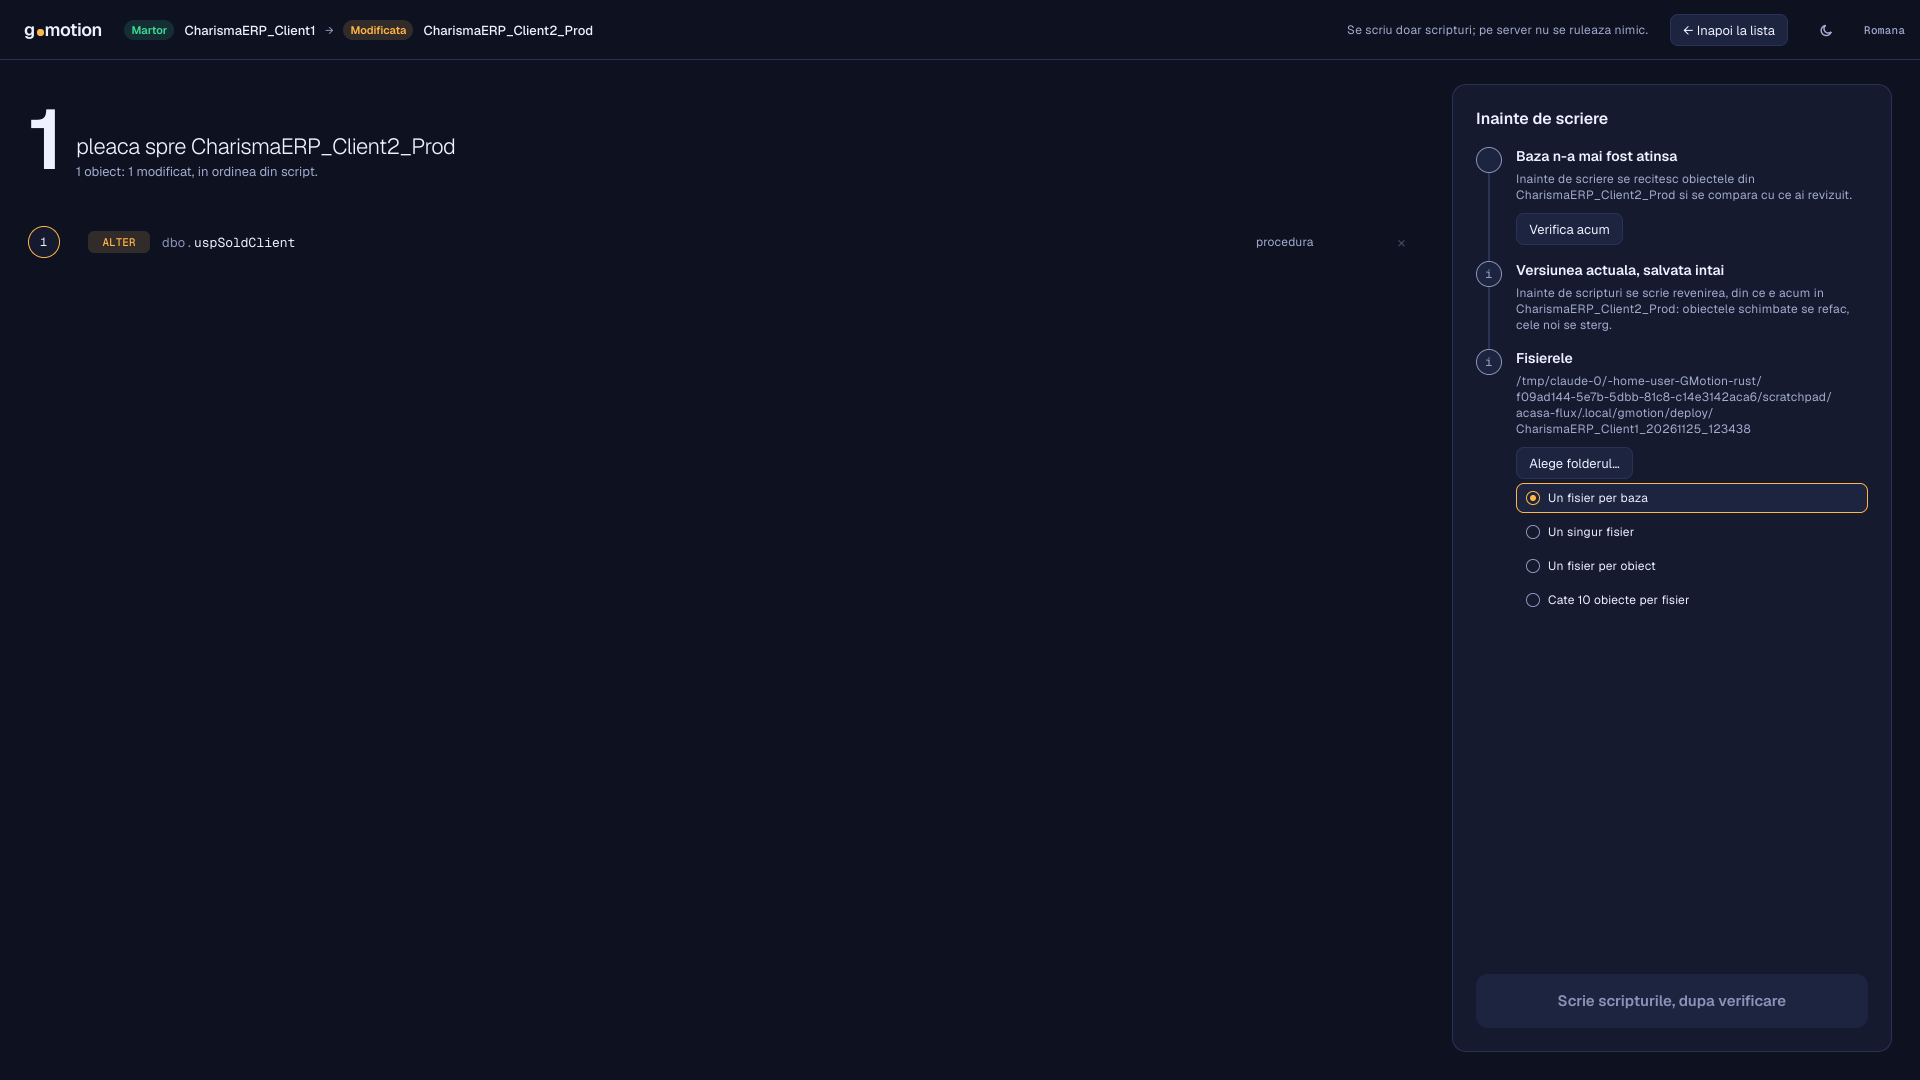 gmotion
Martor CharismaERP_Client1 → Modificata CharismaERP_Client2_Prod
Se scriu doar scripturi; pe server nu se ruleaza nimic.
← Inapoi la lista
Romana
1 pleaca spre CharismaERP_Client2_Prod
1 obiect: 1 modificat, in ordinea din script.
1 ALTER dbo.uspSoldClient procedura ×
Inainte de scriere
Baza n-a mai fost atinsa
Inainte de scriere se recitesc obiectele din
CharismaERP_Client2_Prod si se compara cu ce ai revizuit.
Verifica acum
i Versiunea actuala, salvata intai
Inainte de scripturi se scrie revenirea, din ce e acum in
CharismaERP_Client2_Prod: obiectele schimbate se refac,
cele noi se sterg.
i Fisierele
/tmp/claude-0/-home-user-GMotion-rust/
f09ad144-5e7b-5dbb-81c8-c14e3142aca6/scratchpad/
acasa-flux/.local/gmotion/deploy/
CharismaERP_Client1_20261125_123438
Alege folderul...
Un fisier per baza
Un singur fisier
Un fisier per obiect
Cate 10 obiecte per fisier
Scrie scripturile, dupa verificare